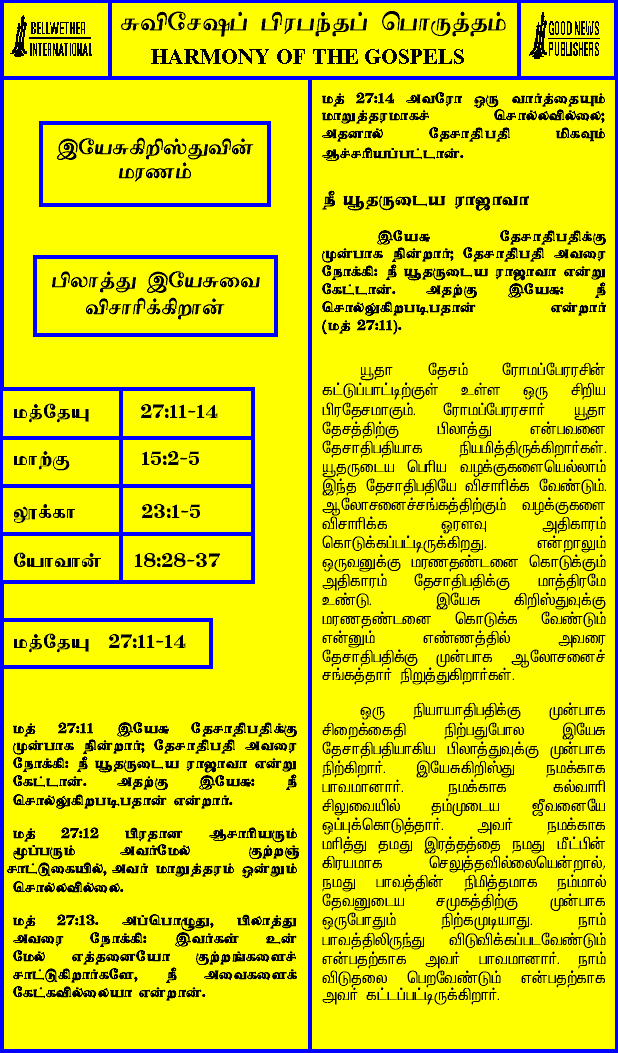 BELLWETHER
INTERNATIONAL
சுவிசேஷப் பிரபந்தப் பொருத்தம்
HARMONY OF THE GOSPELS
GOOD NEWS
PUBLISHERS
இயேசுகிறிஸ்துவின்
மரணம்
பிலாத்து இயேசுவை
விசாரிக்கிறான்
மத்தேயு 27:11-14
மாற்கு 15:2-5
லூக்கா 23:1-5
யோவான் 18:28-37
மத்தேயு 27:11-14
மத் 27:11 இயேசு தேசாதிபதிக்கு
முன்பாக நின்றார்; தேசாதிபதி அவரை
நோக்கி: நீ யூதருடைய ராஜாவா என்று
கேட்டான். அதற்கு இயேசு: நீ
சொல்லுகிறபடிதான் என்றார்.
மத் 27:12 பிரதான ஆசாரியரும்
மூப்பரும் அவர்மேல் குற்றஞ்
சாட்டுகையில், அவர் மாறுத்தரம் ஒன்றும்
சொல்லவில்லை.
மத் 27:13. அப்பொழுது, பிலாத்து
அவரை நோக்கி: இவர்கள் உன்
மேல் எத்தனையோ குற்றங்களைச்
சாட்டுகிறார்களே, நீ அவைகளைக்
கேட்கவில்லையா என்றான்.
மத் 27:14 அவரோ ஒரு வார்த்தையும்
மாறுத்தரமாகச் சொல்லவில்லை;
அதனால் தேசாதிபதி மிகவும்
ஆச்சரியப்பட்டான்.
நீ யூதருடைய ராஜாவா
இயேசு தேசாதிபதிக்கு
முன்பாக நின்றார்; தேசாதிபதி அவரை
நோக்கி: நீ யூதருடைய ராஜாவா என்று
கேட்டான். அதற்கு இயேசு: நீ
சொல்லுகிறபடிதான் என்றார்
(மத் 27:11).
யூதா தேசம் ரோமப்பேரரசின்
கட்டுப்பாட்டிற்குள் உள்ள ஒரு சிறிய
பிரதேசமாகும். ரோமப்பேரரசார் யூதா
தேசத்திற்கு பிலாத்து என்பவனை
தேசாதிபதியாக நியமித்திருக்கிறார்கள்.
யூதருடைய பெரிய வழக்குகளையெல்லாம்
இந்த தேசாதிபதியே விசாரிக்க வேண்டும்.
ஆலோசனைச்சங்கத்திற்கும் வழக்குகளை
விசாரிக்க ஓரளவு அதிகாரம்
கொடுக்கப்பட்டிருக்கிறது. என்றாலும்
ஒருவனுக்கு மரணதண்டனை கொடுக்கும்
அதிகாரம் தேசாதிபதிக்கு மாத்திரமே
உண்டு. இயேசு கிறிஸ்துவுக்கு
மரணதண்டனை கொடுக்க வேண்டும்
என்னும் எண்ணத்தில் அவரை
தேசாதிபதிக்கு முன்பாக ஆலோசனைச்
சங்கத்தார் நிறுத்துகிறார்கள்.
ஒரு நியாயாதிபதிக்கு முன்பாக
சிறைக்கைதி நிற்பதுபோல இயேசு
தேசாதிபதியாகிய பிலாத்துவுக்கு முன்பாக
நிற்கிறார். இயேசுகிறிஸ்து நமக்காக
பாவமானார். நமக்காக கல்வாரி
சிலுவையில் தம்முடைய ஜீவனையே
ஒப்புக்கொடுத்தார். அவர் நமக்காக
மரித்து தமது இரத்தத்தை நமது மீட்பின்
கிரயமாக செலுத்தவில்லையென்றால்,
நமது பாவத்தின் நிமித்தமாக நம்மால்
தேவனுடைய சமுகத்திற்கு முன்பாக
ஒருபோதும் நிற்கமுடியாது. நாம்
பாவத்திலிருந்து விடுவிக்கப்படவேண்டும்
என்பதற்காக அவர் பாவமானார். நாம்
விடுதலை பெறவேண்டும் என்பதற்காக
அவர் கட்டப்பட்டிருக்கிறார்.